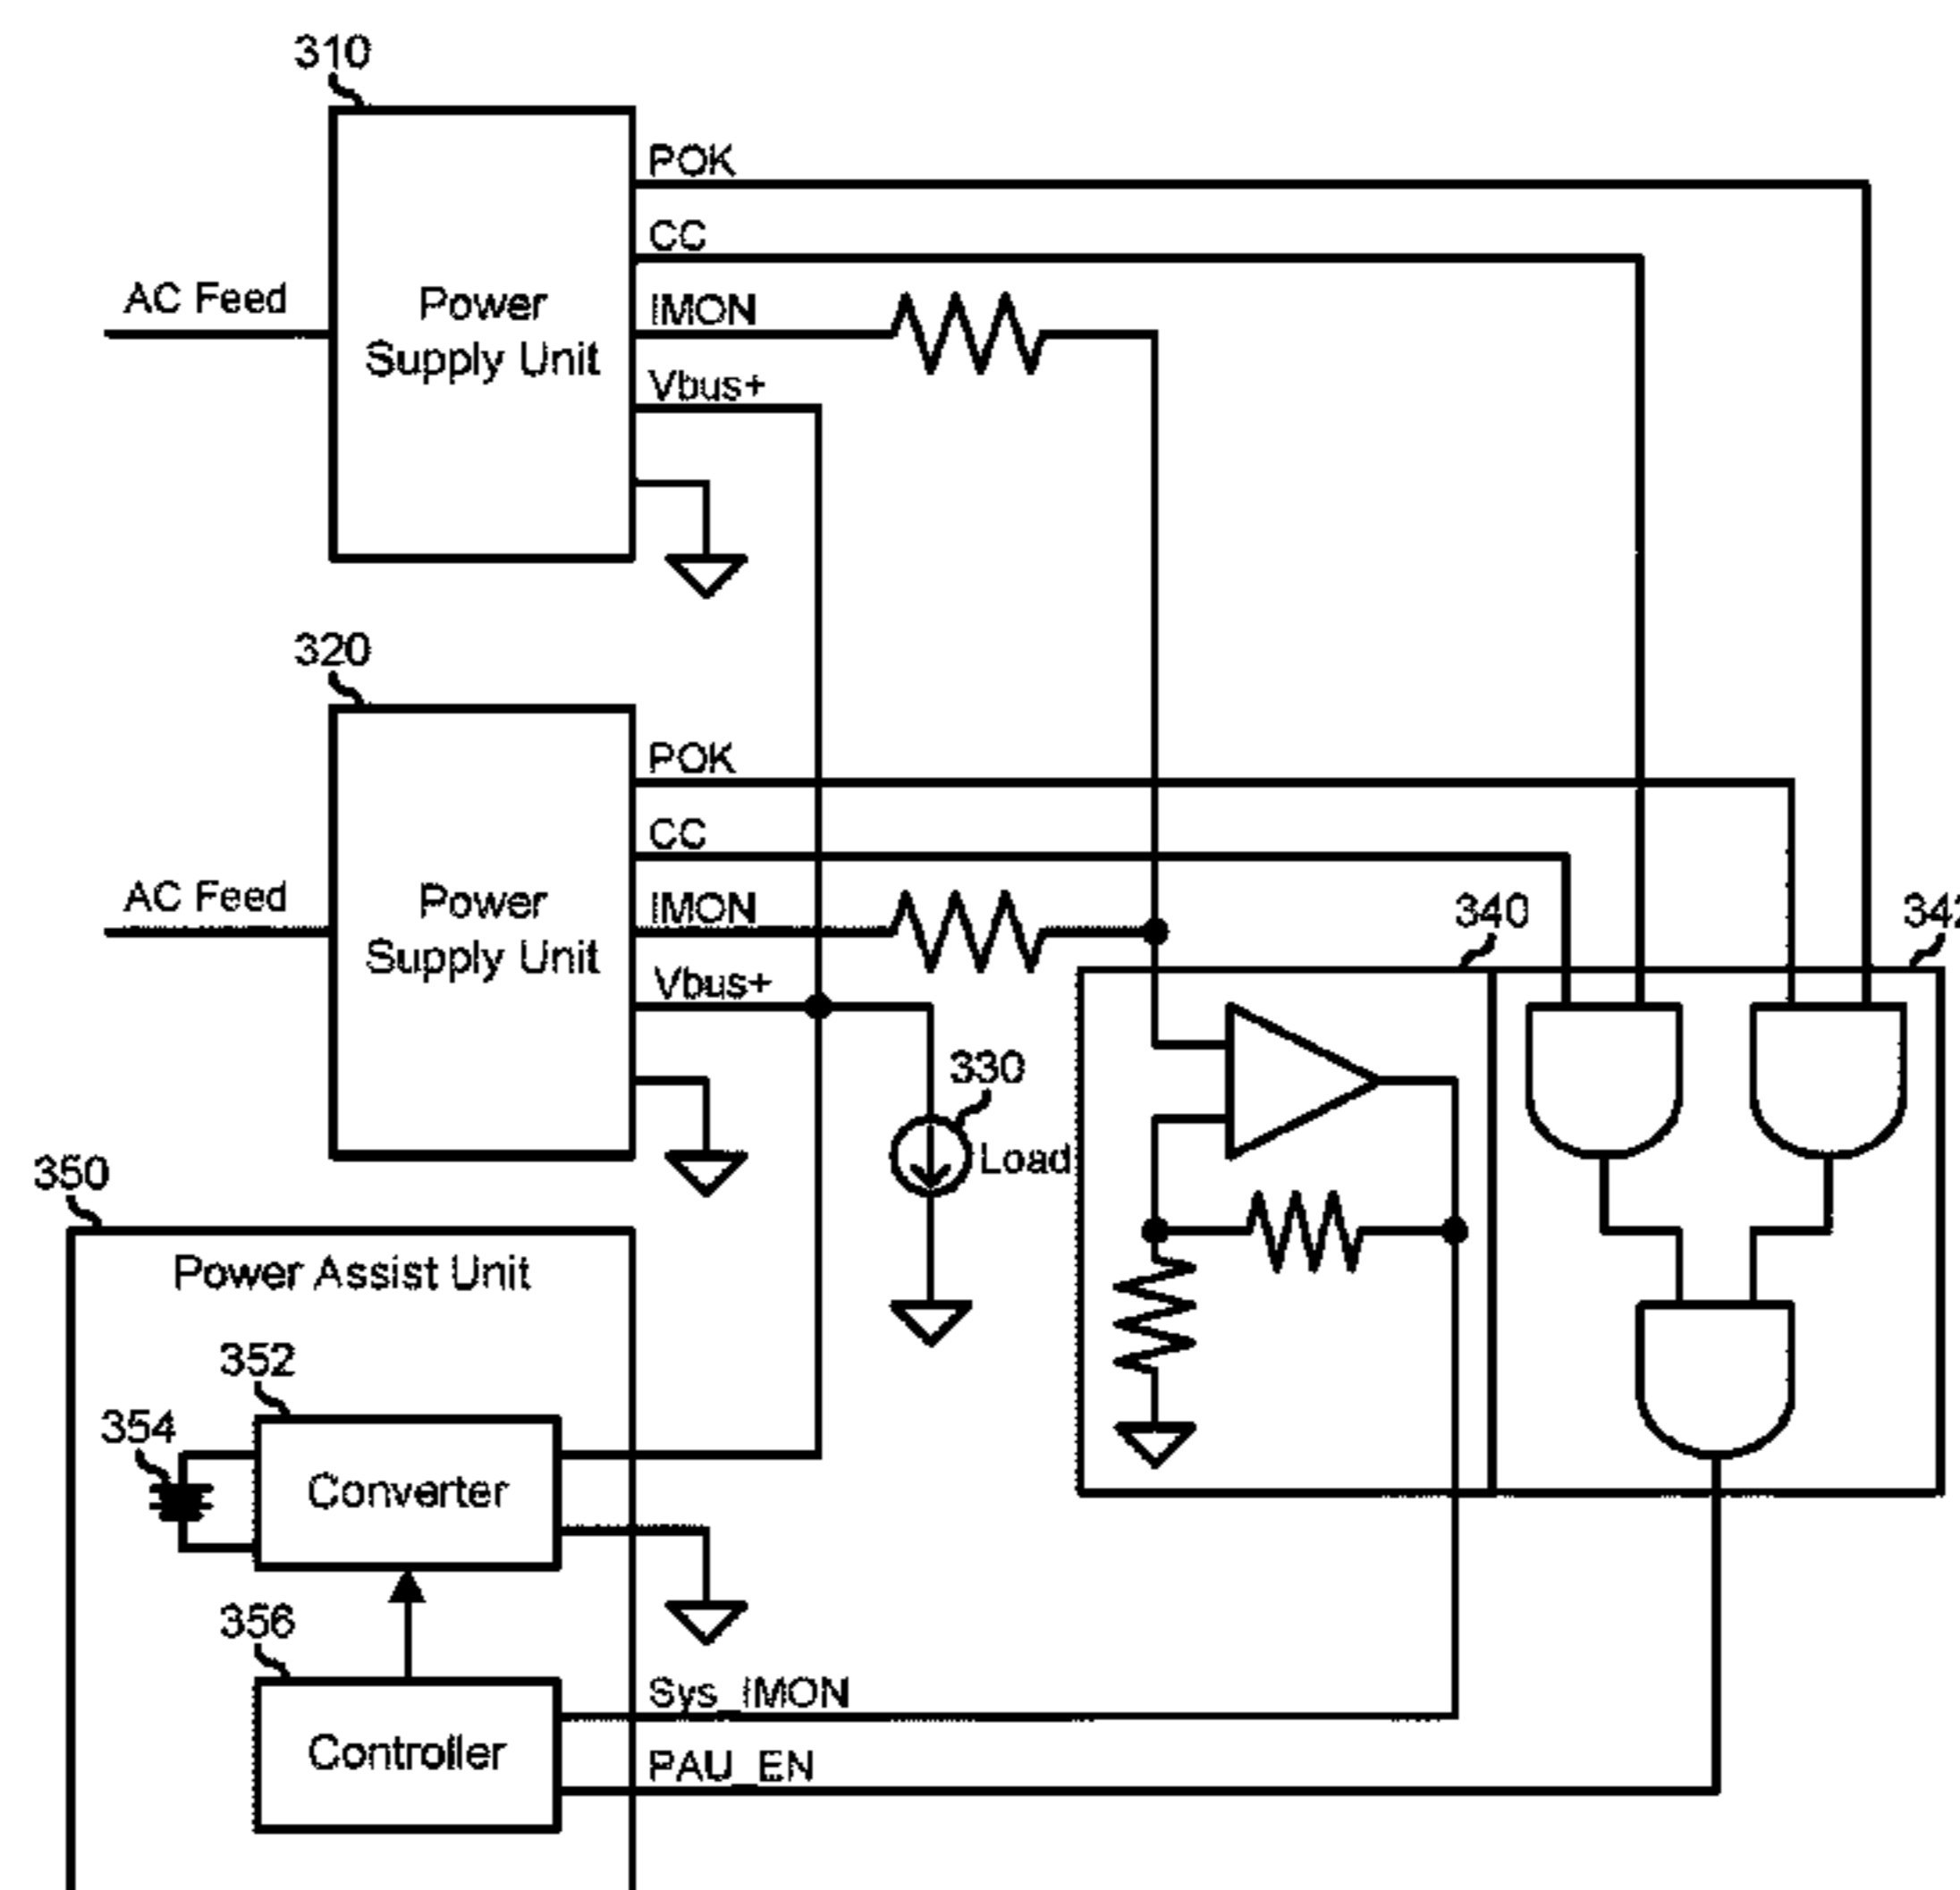 310
POK
CC
AC Feed
Power
Supply Unit
IMON
Vbus+
320
POK
CC
AC Feed
Power
Supply Unit
IMON
Vbus+
340
342
330
Load
350
Power Assist Unit
352
354
Converter
356
Controller
Sys_IMON
PAU_EN